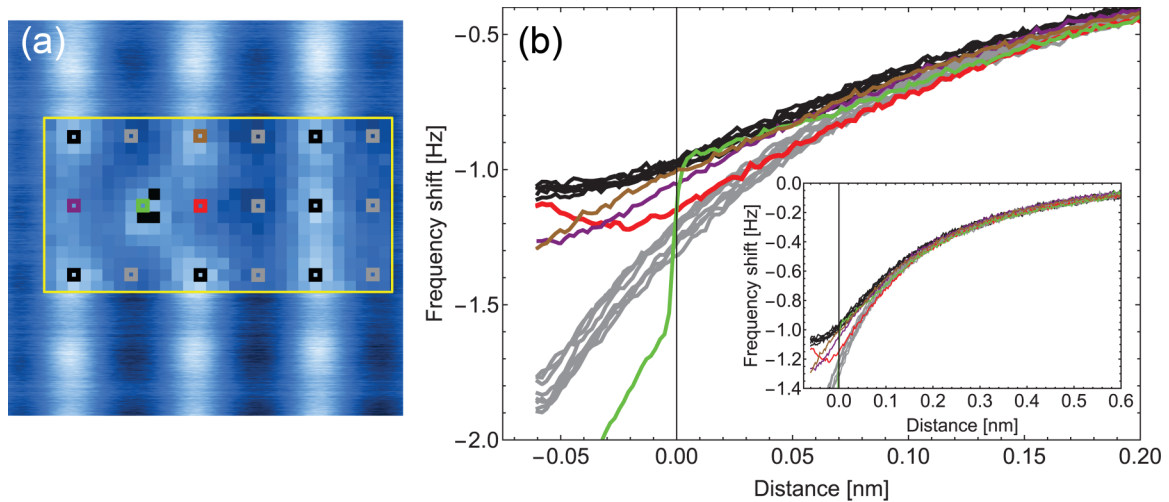 (a)
(b)
Frequency shift [Hz]
-0.5
-1.0
-1.5
-2.0
-0.05 0.00 0.05 0.10 0.15 0.20
Distance [nm]
Frequency shift [Hz]
0.0
-0.2
-0.4
-0.6
-0.8
-1.0
-1.2
-1.4
0.0 0.1 0.2 0.3 0.4 0.5 0.6
Distance [nm]